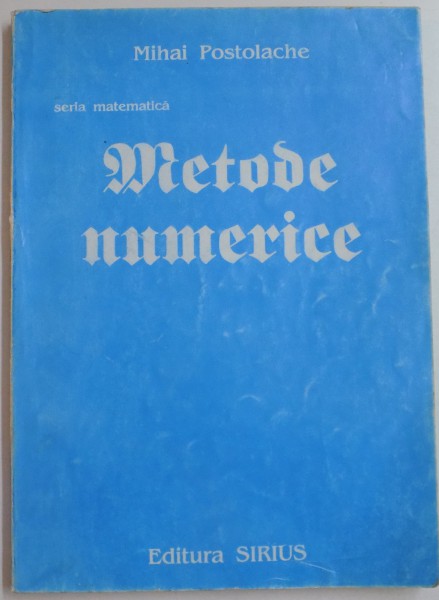 Mihai Postolache
seria matematică
Metode
numerice
Editura SIRIUS